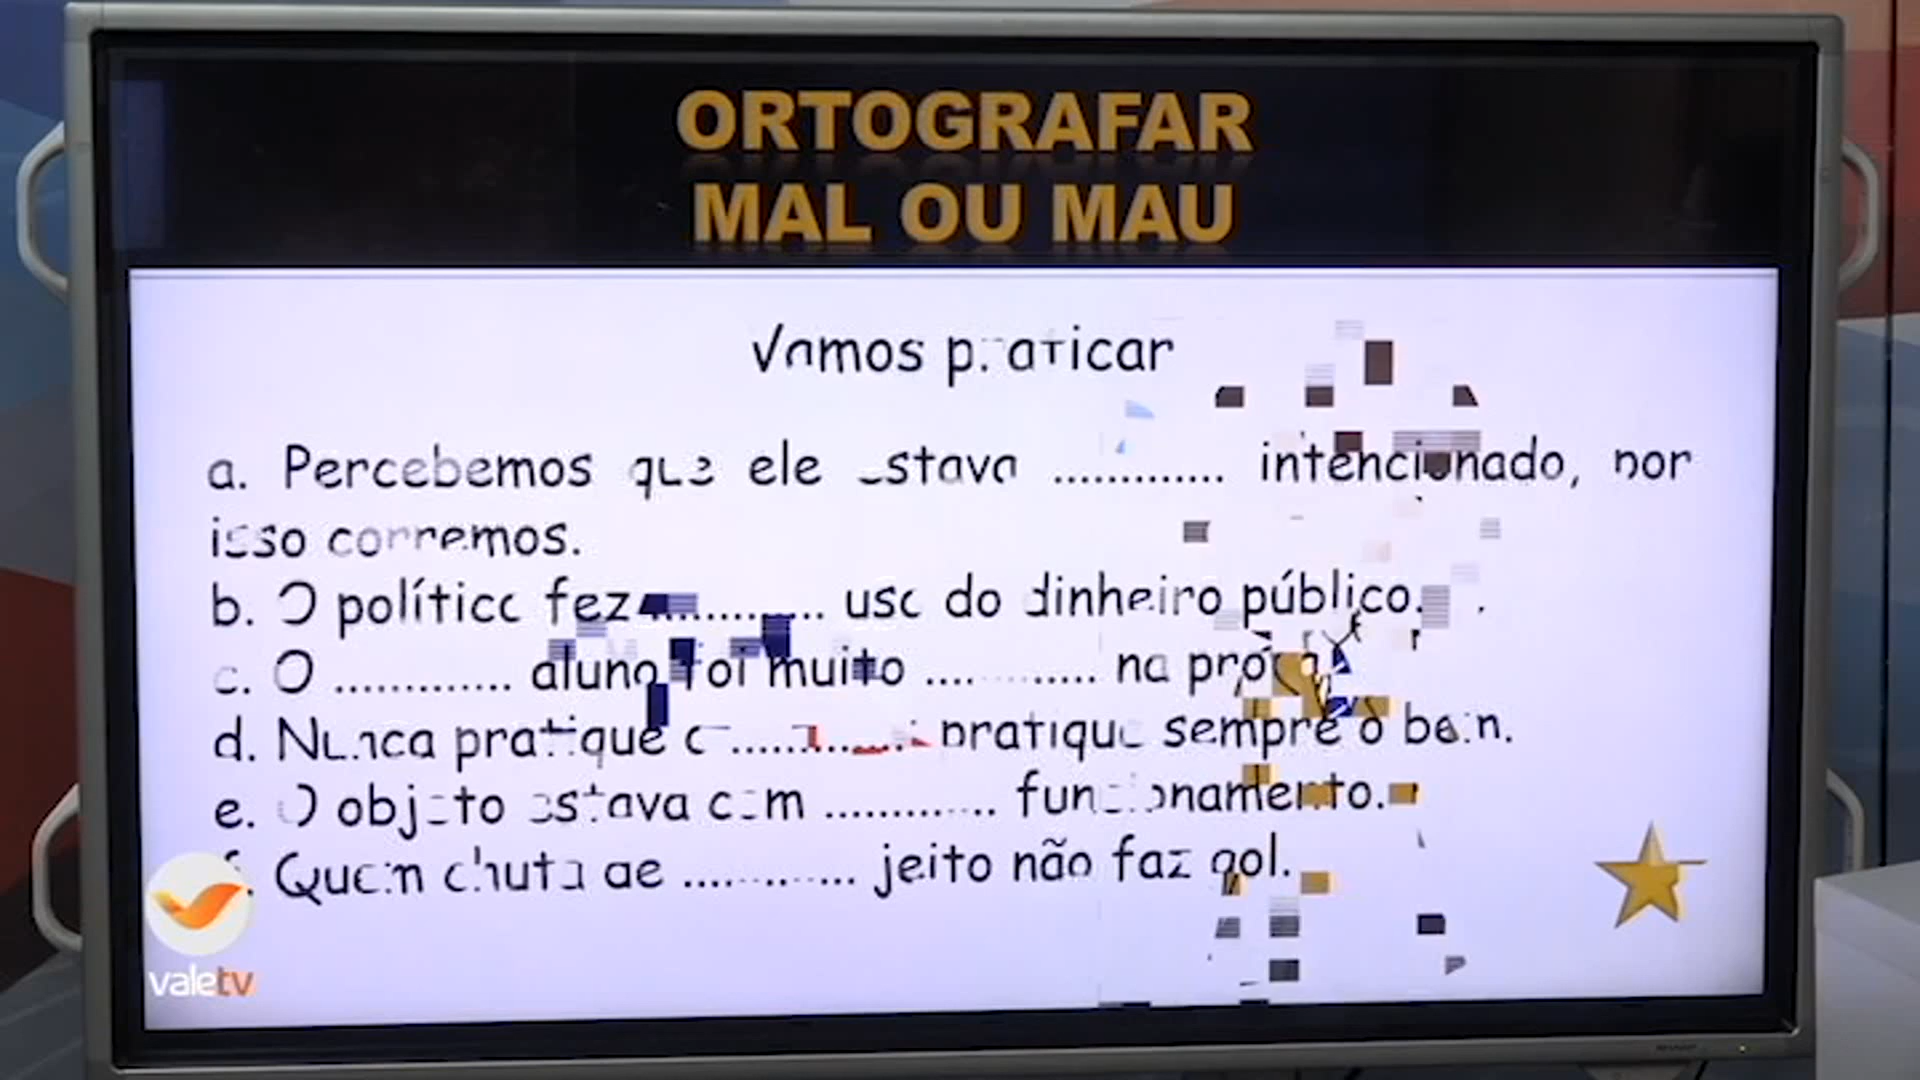 ORTOGRAFAR
MAL OU MAU
Vamos praticar
a. Percebemos que ele estava ............. intencionado, por
isso corremos.
b. O político fez ............. uso do dinheiro público.
c. O ............. aluno foi muito ............. na prova.
d. Nunca pratique o ............. pratique sempre o bem.
e. O objeto estava com ............. funcionamento.
f. Quem chuta de ............. jeito não faz gol.
valetv